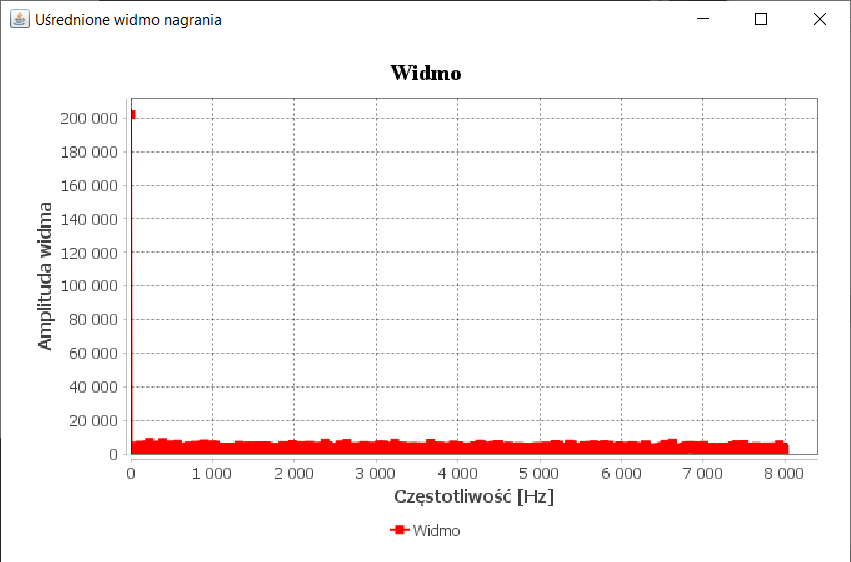 Uśrednione widmo nagrania
Widmo
Amplituda widma
200 000
180 000
160 000
140 000
120 000
100 000
80 000
60 000
40 000
20 000
0
0 1 000 2 000 3 000 4 000 5 000 6 000 7 000 8 000
Częstotliwość [Hz]
Widmo